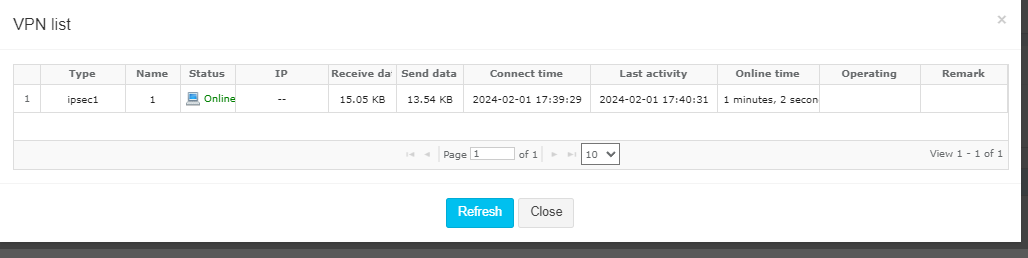 VPN list ×
Type Name Status IP Receive da Send data Connect time Last activity Online time Operating Remark
1 ipsec1 1 Online -- 15.05 KB 13.54 KB 2024-02-01 17:39:29 2024-02-01 17:40:31 1 minutes, 2 secon
Page 1 of 1 10 View 1 - 1 of 1
Refresh Close